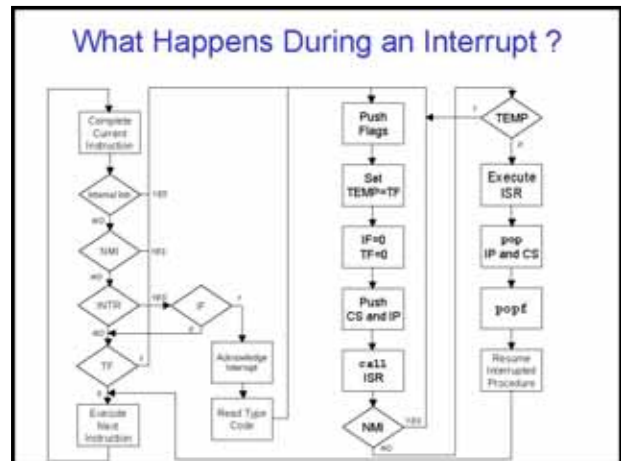 What Happens During an Interrupt ?
Complete
Current
Instruction
Internal Int.
YES
NO
NMI
YES
NO
INTR
YES
IF
NO
TF
Execute
Next
Instruction
Acknowledge
Interrupt
Read Type
Code
Push
Flags
Set
TEMP=TF
IF=0
TF=0
Push
CS and IP
call
ISR
NMI
YES
NO
TEMP
Execute
ISR
pop
IP and CS
popf
Resume
Interrupted
Procedure